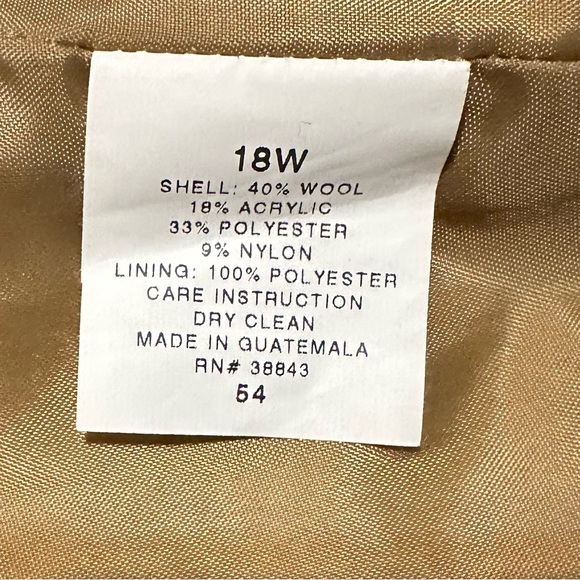 18W
SHELL: 40% WOOL
18% ACRYLIC
33% POLYESTER
9% NYLON
LINING: 100% POLYESTER
CARE INSTRUCTION
DRY CLEAN
MADE IN GUATEMALA
RN# 38843
54